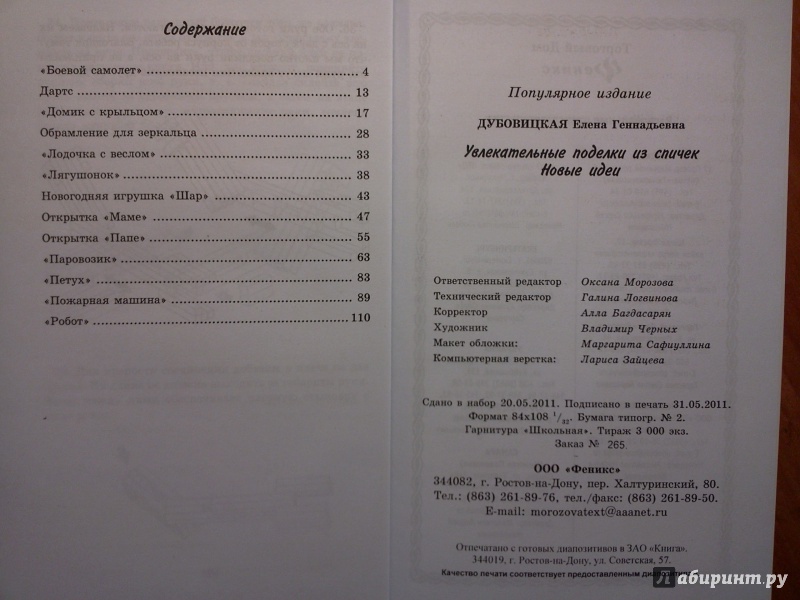 Содержание
«Боевой самолет» ........ 4
Дартс ........ 13
«Домик с крыльцом» ........ 17
Обрамление для зеркальца ........ 28
«Лодочка с веслом» ........ 33
«Лягушонок» ........ 38
Новогодняя игрушка «Шар» ........ 43
Открытка «Маме» ........ 47
Открытка «Папе» ........ 55
«Паровозик» ........ 63
«Петух» ........ 83
«Пожарная машина» ........ 89
«Робот» ........ 110
Популярное издание
ДУБОВИЦКАЯ Елена Геннадьевна
Увлекательные поделки из спичек
Новые идеи
Ответственный редактор Оксана Морозова
Технический редактор Галина Логвинова
Корректор Алла Багдасарян
Художник Владимир Черных
Макет обложки: Маргарита Сафиуллина
Компьютерная верстка: Лариса Зайцева
Сдано в набор 20.05.2011. Подписано в печать 31.05.2011.
Формат 84х108 1/32. Бумага типогр. № 2.
Гарнитура «Школьная». Тираж 3 000 экз.
Заказ № 265.
ООО «Феникс»
344082, г. Ростов-на-Дону, пер. Халтуринский, 80.
Тел.: (863) 261-89-76, тел./факс: (863) 261-89-50.
E-mail: morozovatext@aaanet.ru
Отпечатано с готовых диапозитивов в ЗАО «Книга».
344019, г. Ростов-на-Дону, ул. Советская, 57.
Качество печати соответствует предоставленным диапозитивам
Лабиринт.ру